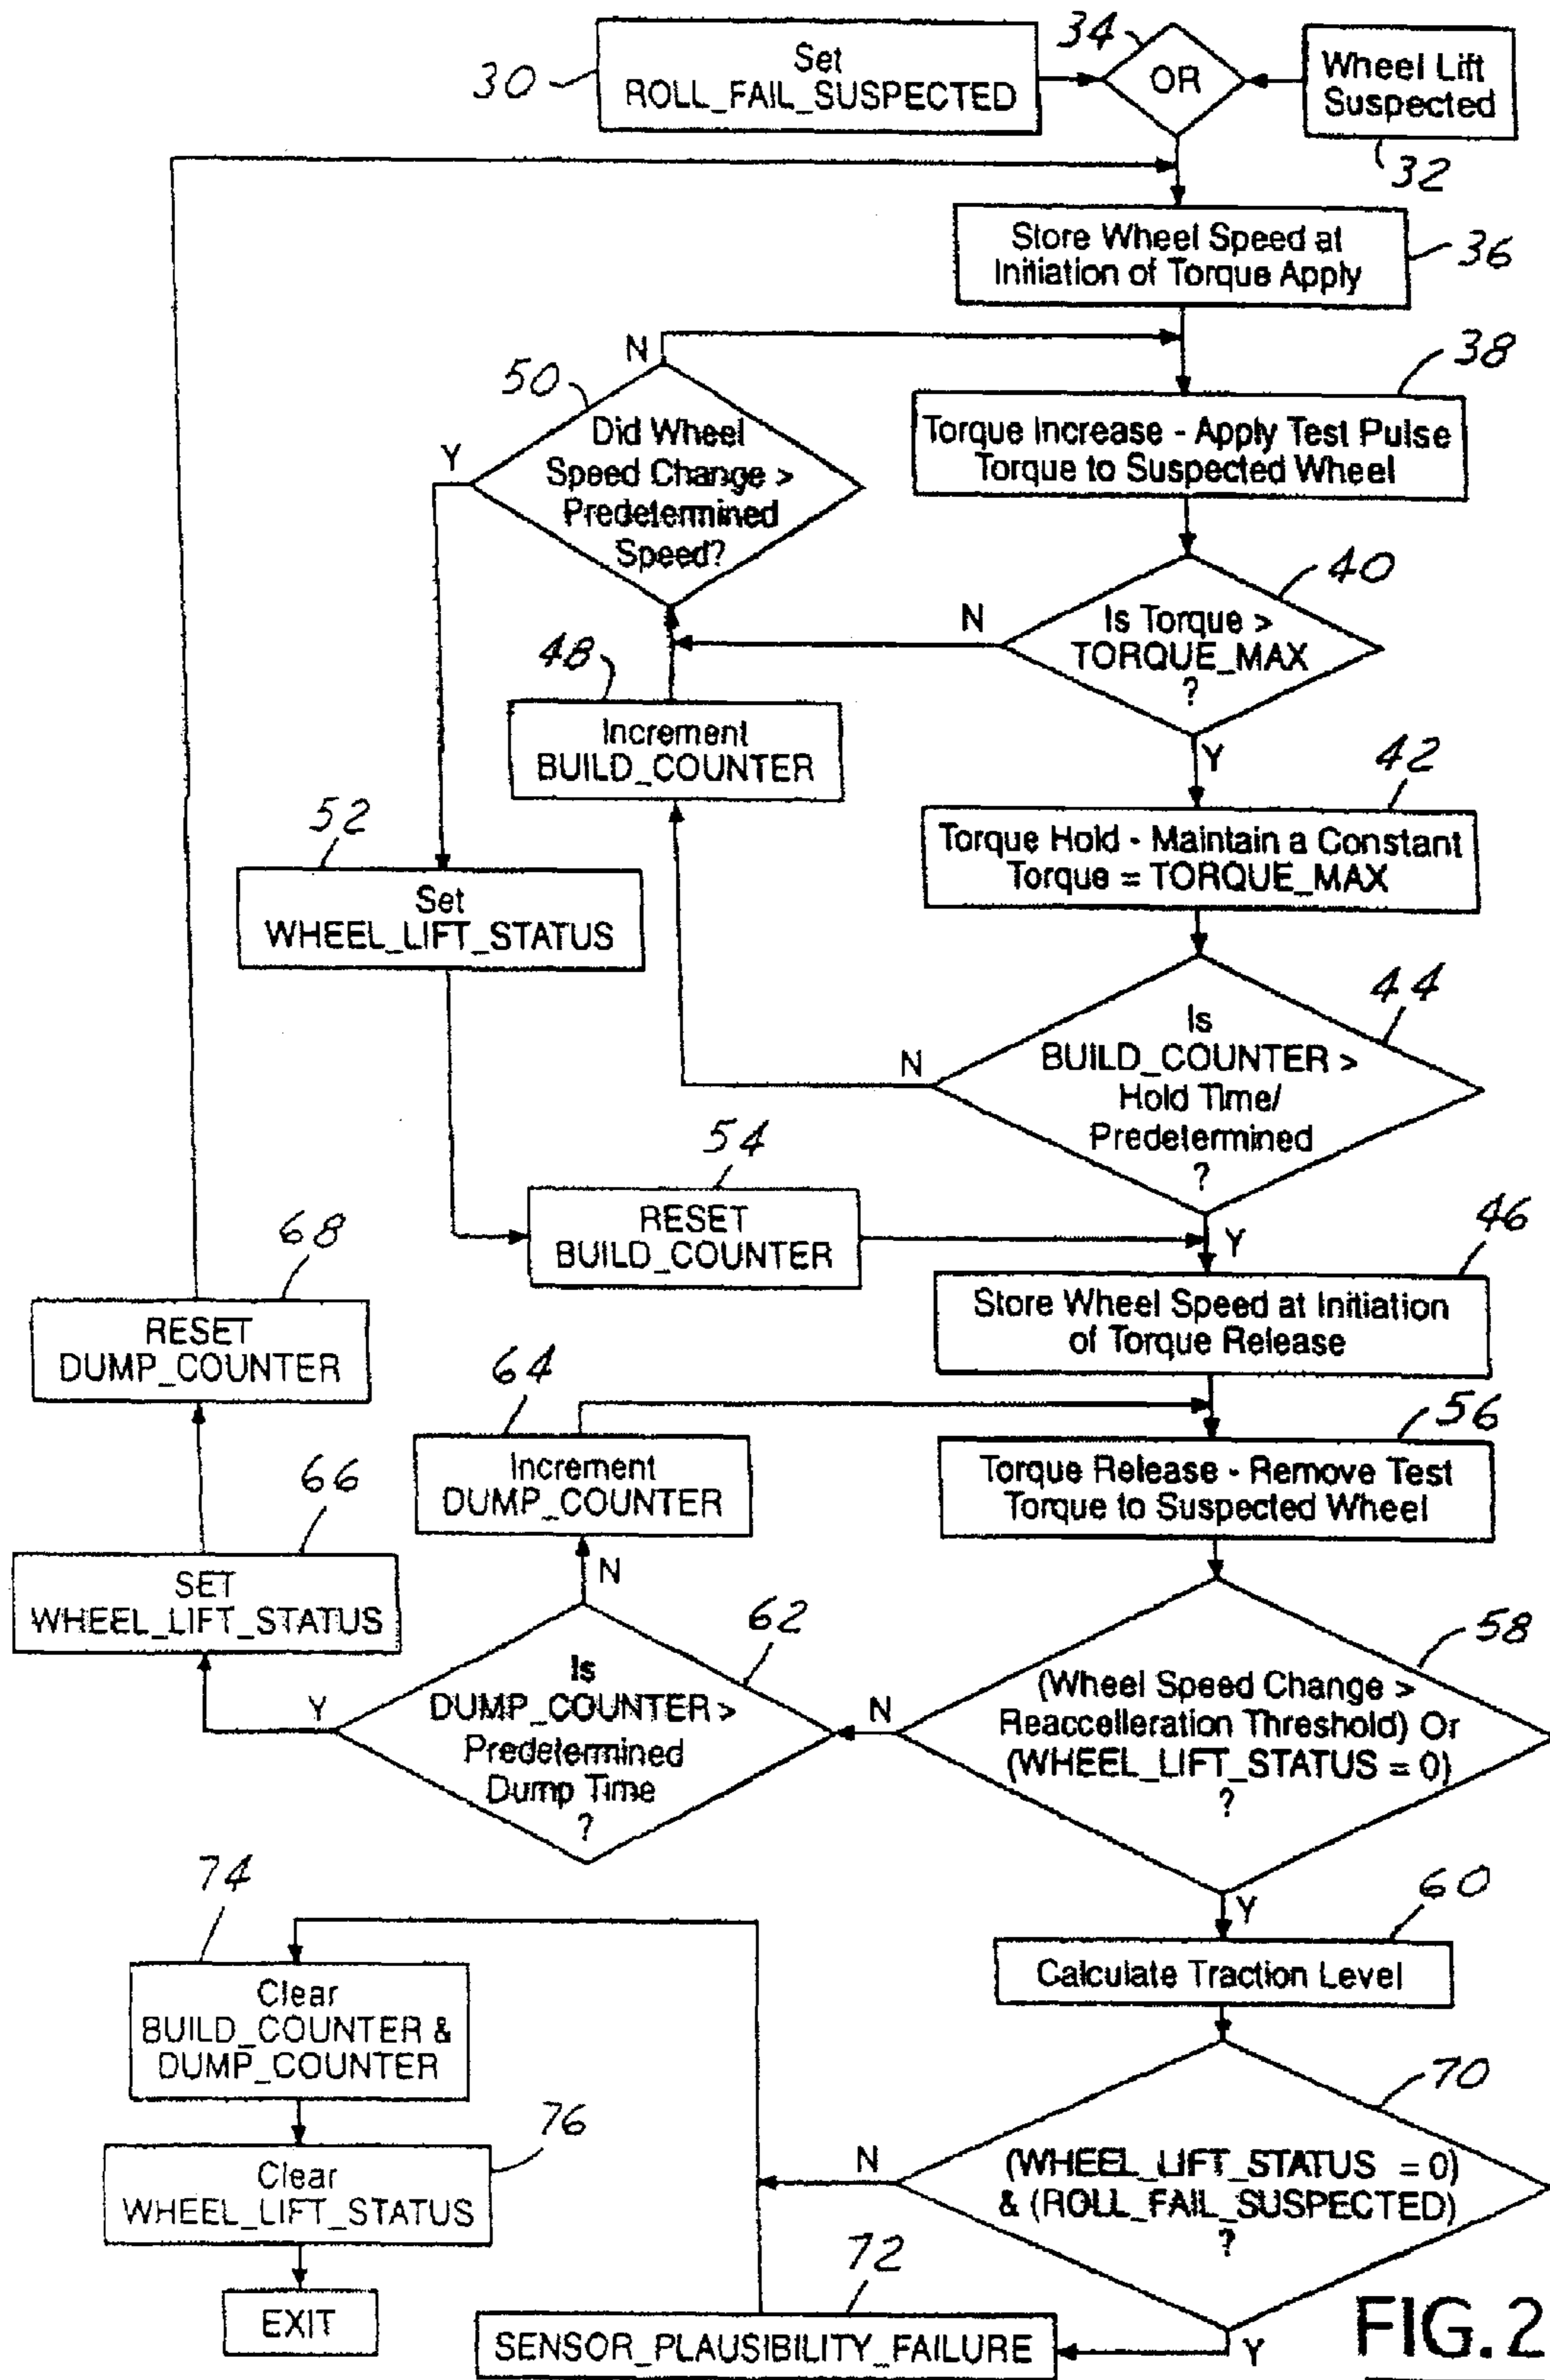 30
Set
ROLL_FAIL_SUSPECTED
34
OR
Wheel Lift
Suspected
32
Store Wheel Speed at
Initiation of Torque Apply
36
N
50
Did Wheel
Speed Change >
Predetermined
Speed?
Y
38
Torque Increase - Apply Test Pulse
Torque to Suspected Wheel
40
Is Torque >
TORQUE_MAX
?
N
Y
48
Increment
BUILD_COUNTER
42
Torque Hold - Maintain a Constant
Torque = TORQUE_MAX
52
Set
WHEEL_LIFT_STATUS
44
Is
BUILD_COUNTER >
Hold Time/
Predetermined
?
N
Y
54
RESET
BUILD_COUNTER
46
Store Wheel Speed at Initiation
of Torque Release
68
RESET
DUMP_COUNTER
64
Increment
DUMP_COUNTER
56
Torque Release - Remove Test
Torque to Suspected Wheel
66
SET
WHEEL_LIFT_STATUS
N
62
Is
DUMP_COUNTER >
Predetermined
Dump Time
?
Y
58
(Wheel Speed Change >
Reaccelleration Threshold) Or
(WHEEL_LIFT_STATUS = 0)
?
N
Y
60
Calculate Traction Level
74
Clear
BUILD_COUNTER &
DUMP_COUNTER
76
Clear
WHEEL_LIFT_STATUS
EXIT
70
(WHEEL_LIFT_STATUS = 0)
& (ROLL_FAIL_SUSPECTED)
?
N
Y
72
SENSOR_PLAUSIBILITY_FAILURE
FIG.2